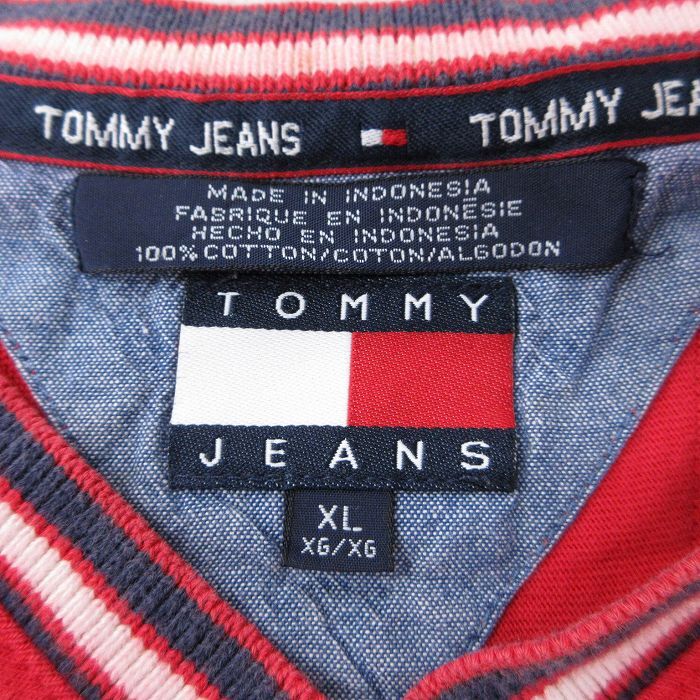 TOMMY JEANS TOMMY JEA
MADE IN INDONESIA
FABRIQUE EN INDONÉSIE
HECHO EN INDONESIA
100% COTTON/COTON/ALGODON
TOMMY
JEANS
XL
XG/XG